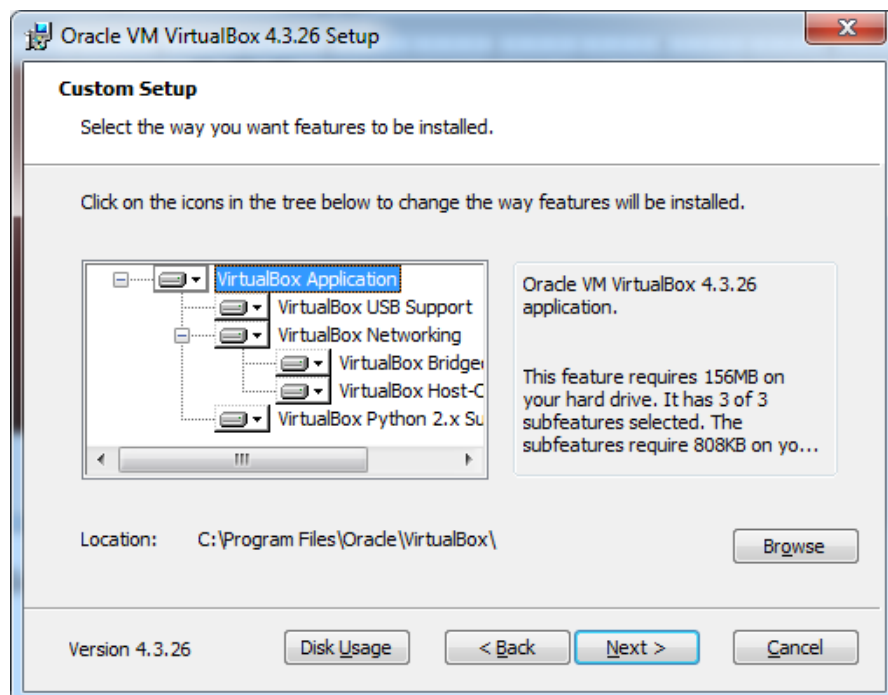 Oracle VM VirtualBox 4.3.26 Setup
Custom Setup
Select the way you want features to be installed.
Click on the icons in the tree below to change the way features will be installed.
VirtualBox Application
VirtualBox USB Support
VirtualBox Networking
VirtualBox Bridge
VirtualBox Host-C
VirtualBox Python 2.x Su
Oracle VM VirtualBox 4.3.26
application.
This feature requires 156MB on
your hard drive. It has 3 of 3
subfeatures selected. The
subfeatures require 808KB on yo...
Location: C:\Program Files\Oracle\VirtualBox\
Browse
Version 4.3.26 Disk Usage < Back Next > Cancel